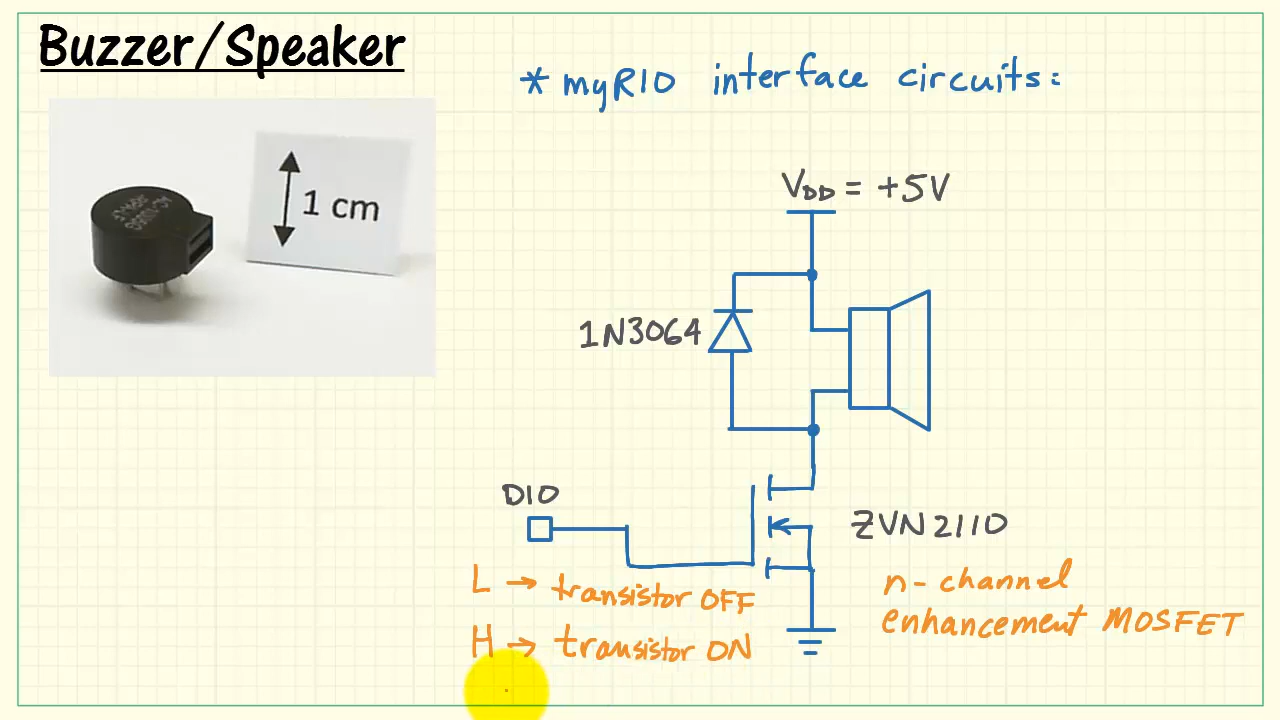 Buzzer/Speaker
* myRIO interface circuits:
1 cm
VDD = +5V
1N3064
DIO
ZVN2110
L → transistor OFF
H → transistor ON
n-channel
enhancement MOSFET